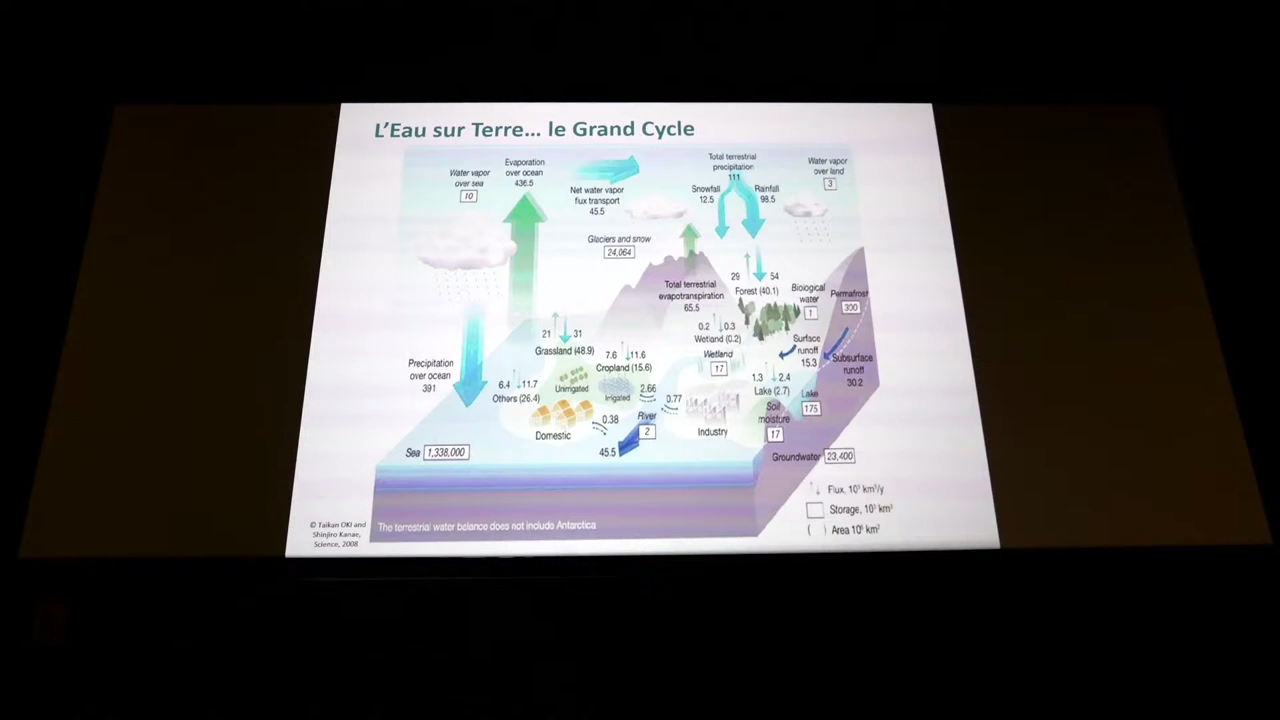 L'Eau sur Terre... le Grand Cycle
Water vapor
over sea
10
Evaporation
over ocean
436.5
Net water vapor
flux transport
45.5
Total terrestrial
precipitation
111
Snowfall
12.5
Rainfall
98.5
Water vapor
over land
3
Glaciers and snow
24,064
Total terrestrial
evapotranspiration
65.5
29 54
Forest (40.1)
Biological
water
1
Permafrost
300
Precipitation
over ocean
391
21 31
Grassland (48.9)
0.2 0.3
Wetland (0.2)
Wetland
17
Surface
runoff
15.3
Subsurface
runoff
30.2
7.6 11.6
Cropland (15.6)
6.4 11.7
Others (26.4)
Unirrigated
Irrigated
2.66
0.77
1.3 2.4
Lake (2.7)
Lake
175
Soil
moisture
17
Domestic
0.38
River
2
45.5
Industry
Sea 1,338,000
Groundwater 23,400
Flux, 10³ km³/y
Storage, 10³ km³
( ) Area 10⁶ km²
The terrestrial water balance does not include Antarctica
© Taikan OKI and
Shinjiro Kanae,
Science, 2008